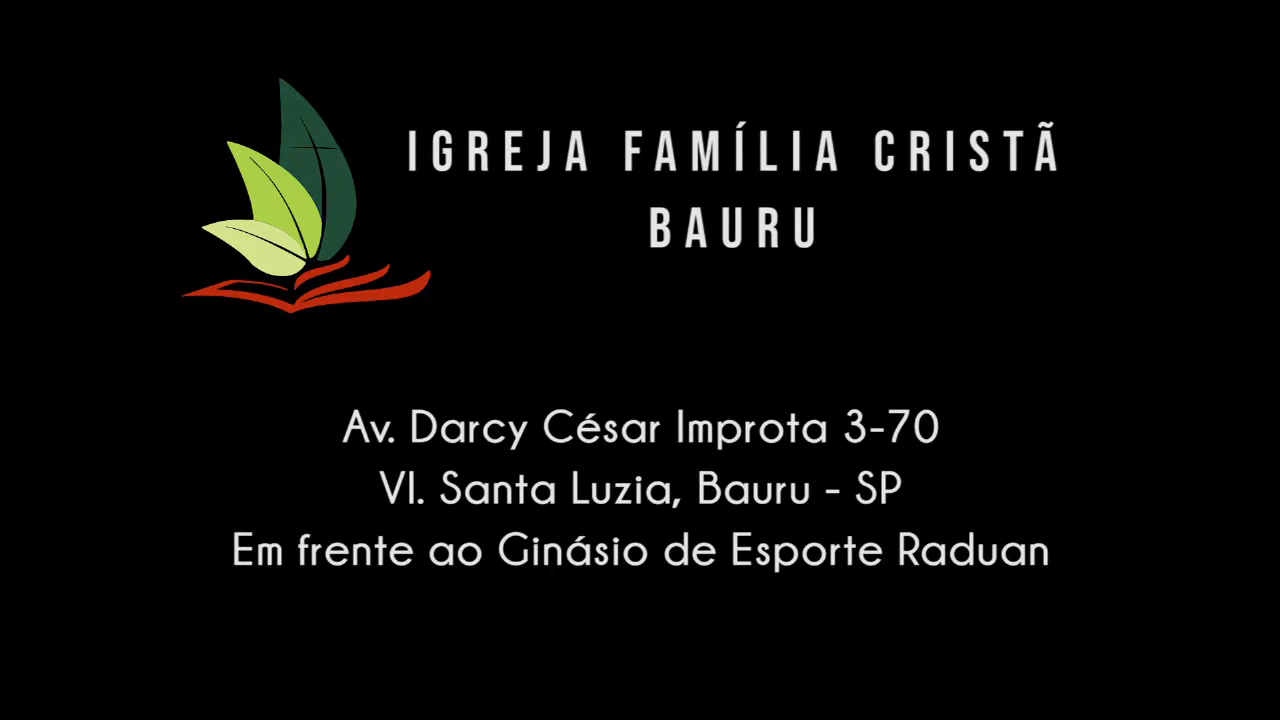 IGREJA FAMÍLIA CRISTÃ
BAURU
Av. Darcy César Improta 3-70
Vl. Santa Luzia, Bauru - SP
Em frente ao Ginásio de Esporte Raduan